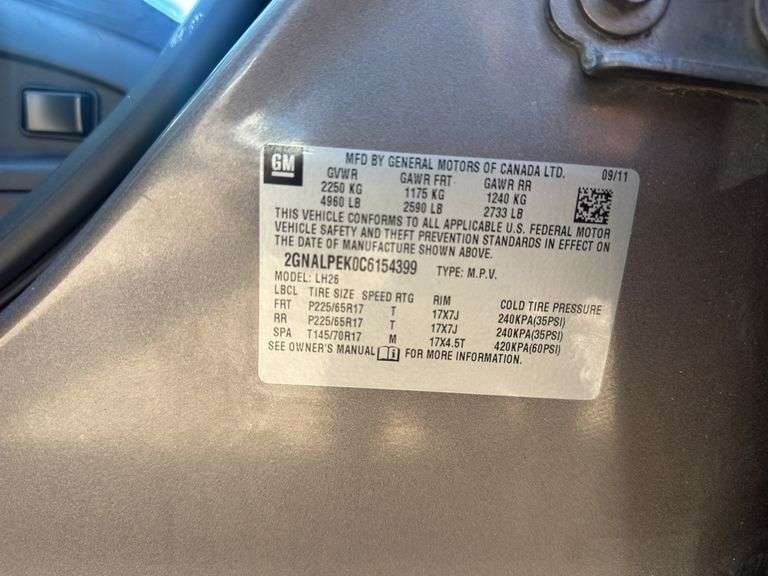 GM
MFD BY GENERAL MOTORS OF CANADA LTD. 09/11
GVWR GAWR FRT GAWR RR
2250 KG 1175 KG 1240 KG
4960 LB 2590 LB 2733 LB
THIS VEHICLE CONFORMS TO ALL APPLICABLE U.S. FEDERAL MOTOR
VEHICLE SAFETY AND THEFT PREVENTION STANDARDS IN EFFECT ON
THE DATE OF MANUFACTURE SHOWN ABOVE.
2GNALPEK0C6154399 TYPE: M.P.V.
MODEL: LH26
LBCL TIRE SIZE SPEED RTG RIM COLD TIRE PRESSURE
FRT P225/65R17 T 17X7J 240KPA(35PSI)
RR P225/65R17 T 17X7J 240KPA(35PSI)
SPA T145/70R17 M 17X4.5T 420KPA(60PSI)
SEE OWNER'S MANUAL FOR MORE INFORMATION.